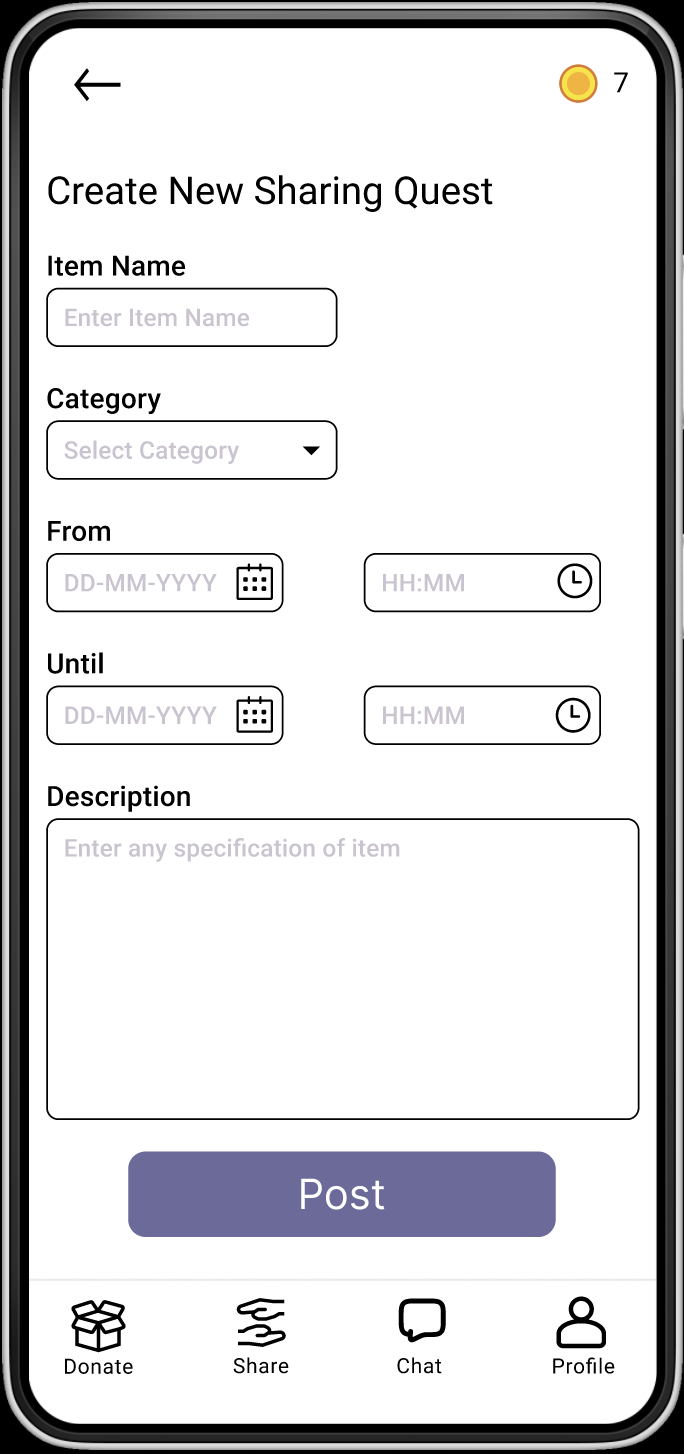 7
Create New Sharing Quest
Item Name
Enter Item Name
Category
Select Category
From
DD-MM-YYYY HH:MM
Until
DD-MM-YYYY HH:MM
Description
Enter any specification of item
Post
Donate Share Chat Profile